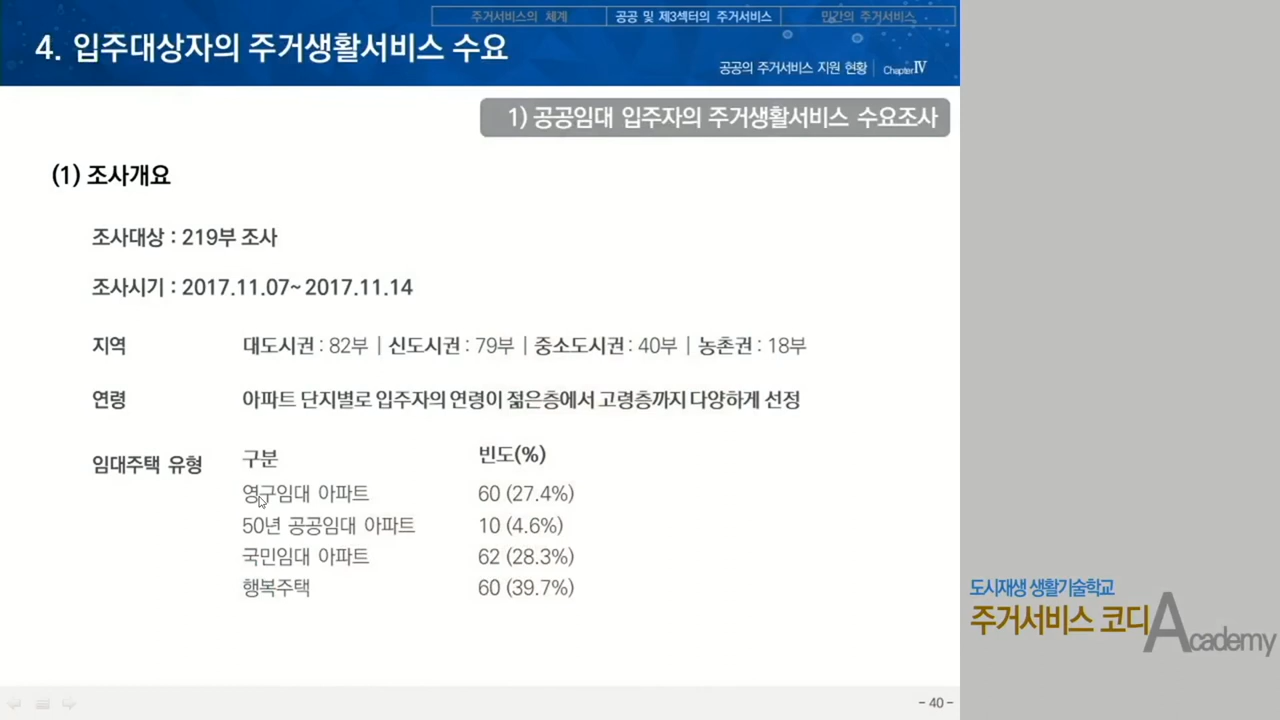 주거서비스의 체계
공공 및 제3섹터의 주거서비스
민간의 주거서비스
4. 입주대상자의 주거생활서비스 수요
공공의 주거서비스 지원 현황
Chapter Ⅳ
1) 공공임대 입주자의 주거생활서비스 수요조사
(1) 조사개요
조사대상 : 219부 조사
조사시기 : 2017.11.07~ 2017.11.14
지역 대도시권 : 82부 | 신도시권 : 79부 | 중소도시권 : 40부 | 농촌권 : 18부
연령 아파트 단지별로 입주자의 연령이 젊은층에서 고령층까지 다양하게 선정
임대주택 유형 구분 빈도(%)
영구임대 아파트 60 (27.4%)
50년 공공임대 아파트 10 (4.6%)
국민임대 아파트 62 (28.3%)
행복주택 60 (39.7%)
도시재생 생활기술학교
주거서비스 코디 Academy
- 40 -